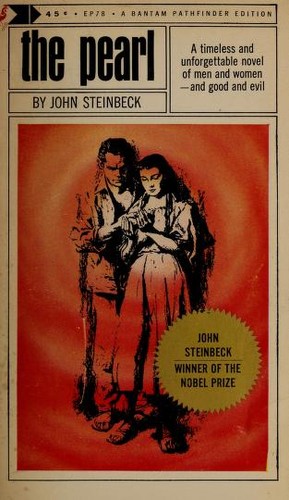 45¢ • EP78 • A BANTAM PATHFINDER EDITION
the pearl
BY JOHN STEINBECK
A timeless and
unforgettable novel
of men and women
—and good and evil
JOHN
STEINBECK
WINNER OF THE
NOBEL PRIZE